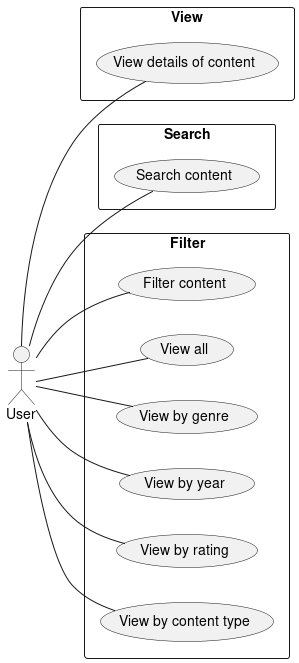 View
View details of content
Search
Search content
Filter
Filter content
View all
View by genre
User
View by year
View by rating
View by content type